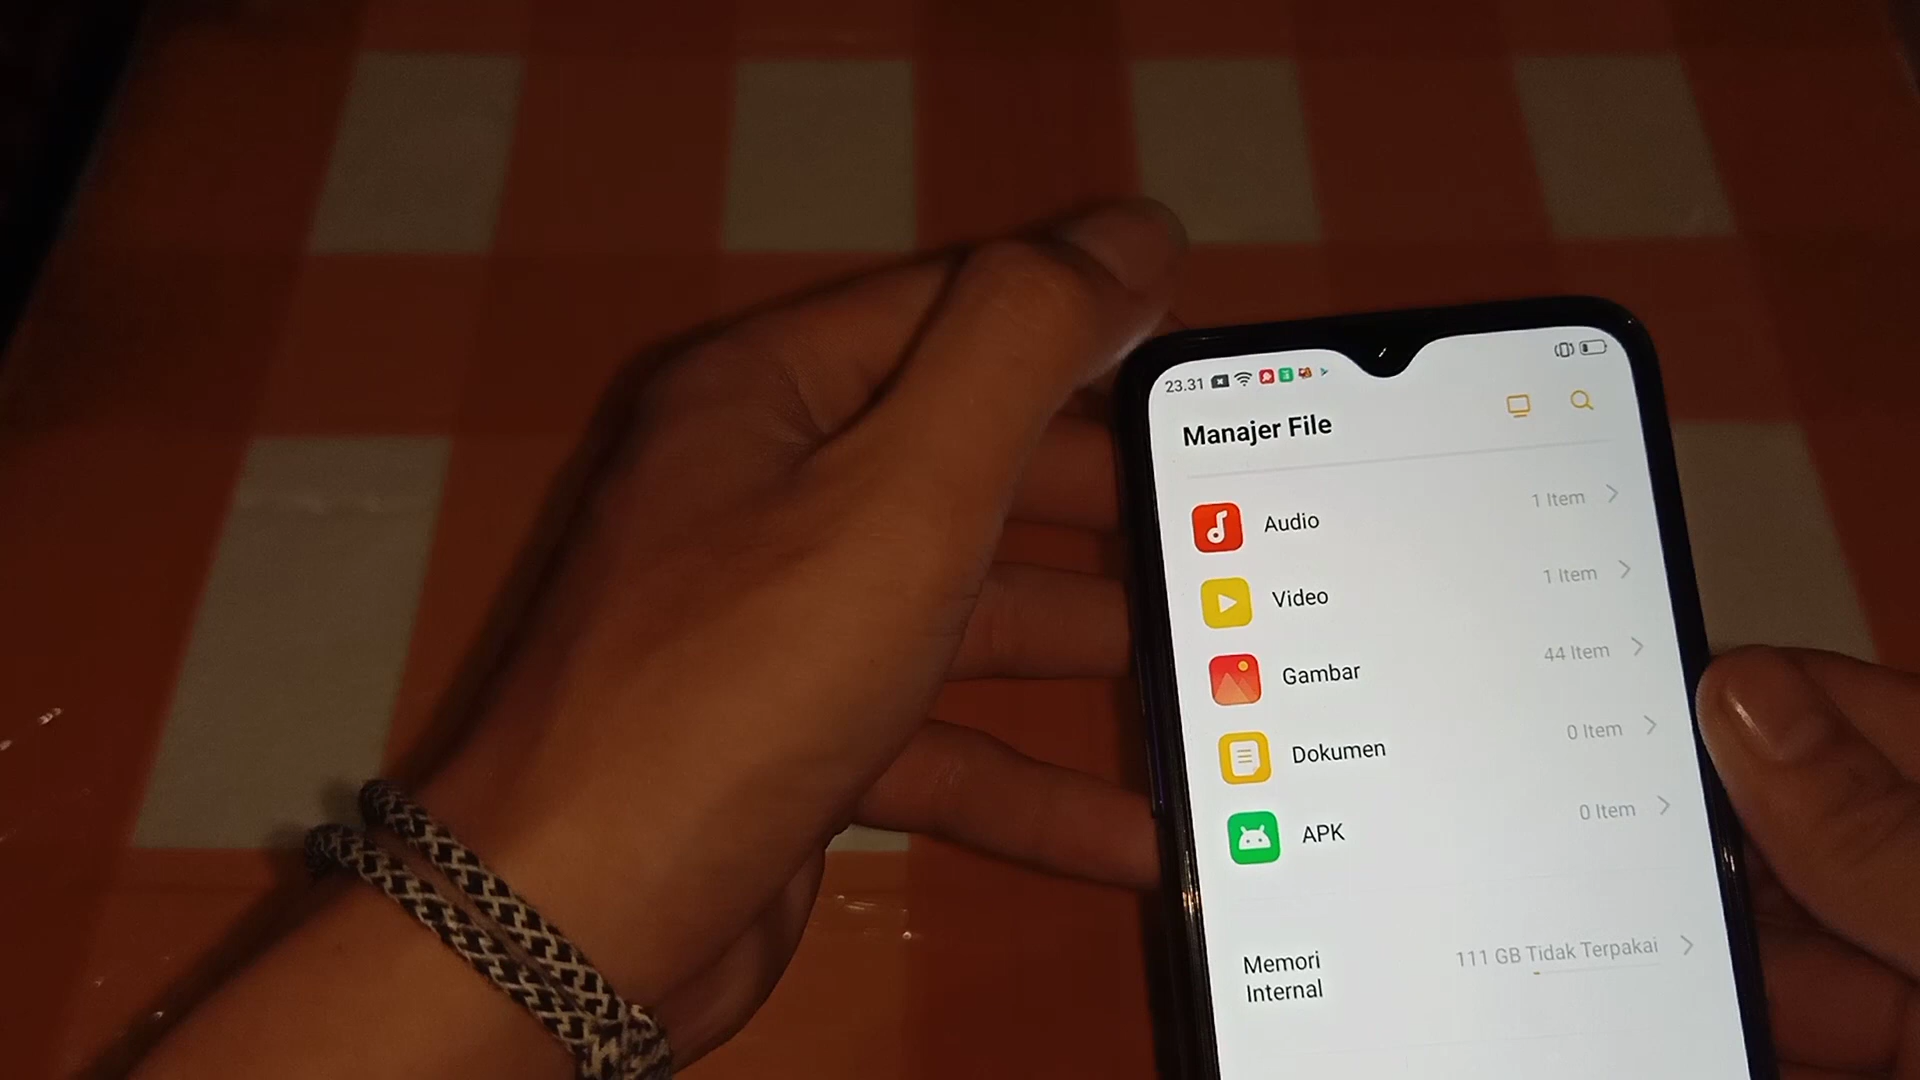 23.31
Manajer File
Audio 1 Item
Video 1 Item
Gambar 44 Item
Dokumen 0 Item
APK 0 Item
Memori Internal 111 GB Tidak Terpakai